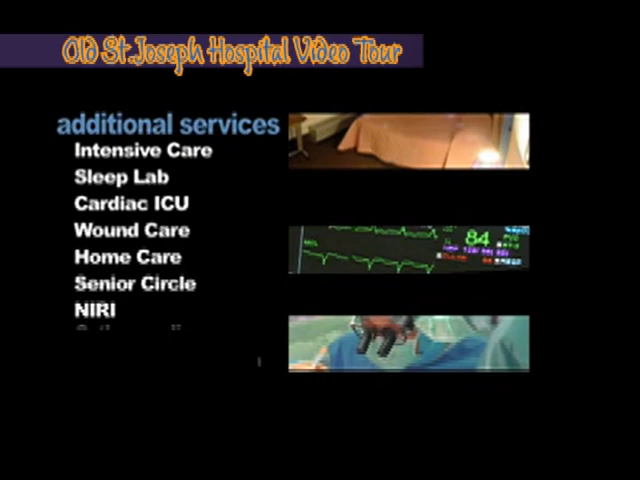 Old St. Joseph Hospital Video Tour
additional services
Intensive Care
Sleep Lab
Cardiac ICU
Wound Care
Home Care
Senior Circle
NIRI
84